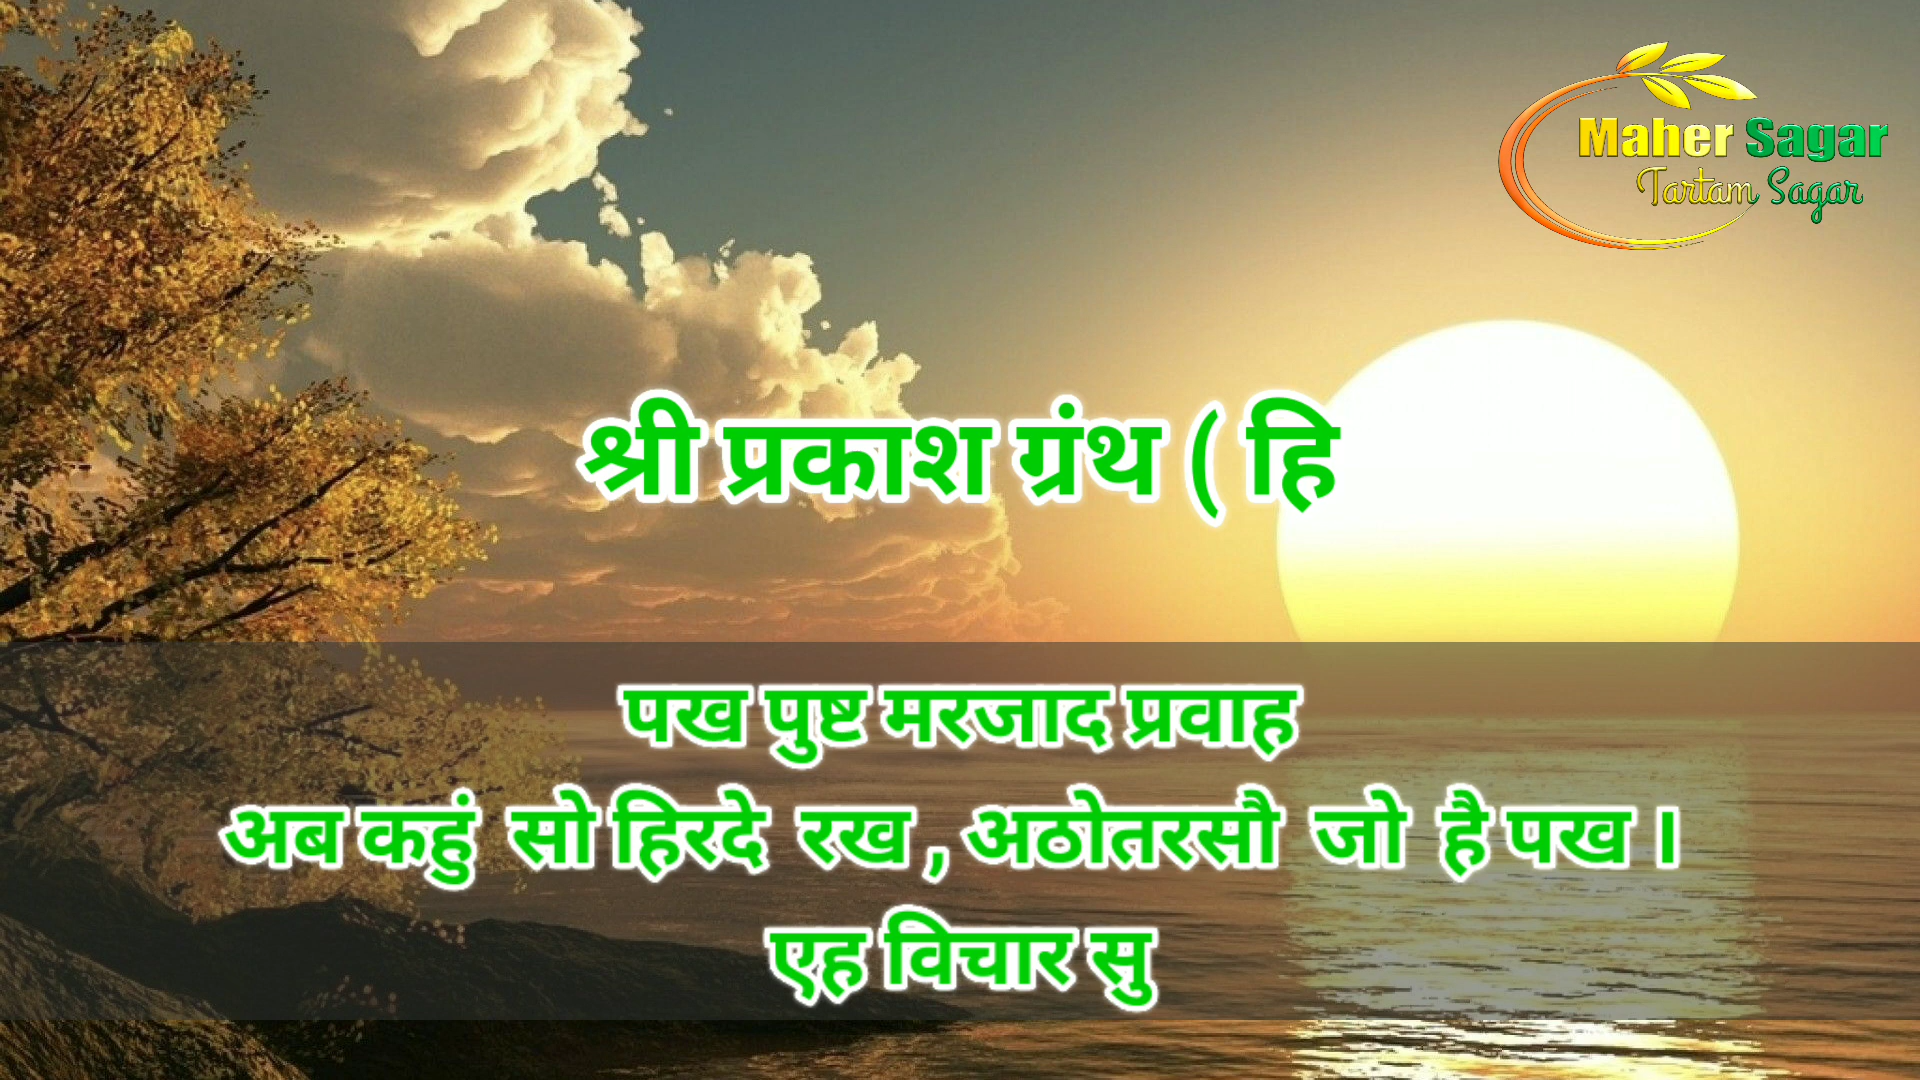 Maher Sagar
Tartam Sagar
श्री प्रकाश ग्रंथ ( हि
पख पुष्ट मरजाद प्रवाह
अब कहुं सो हिरदे रख , अठोतरसौ जो है पख ।
एह विचार सु